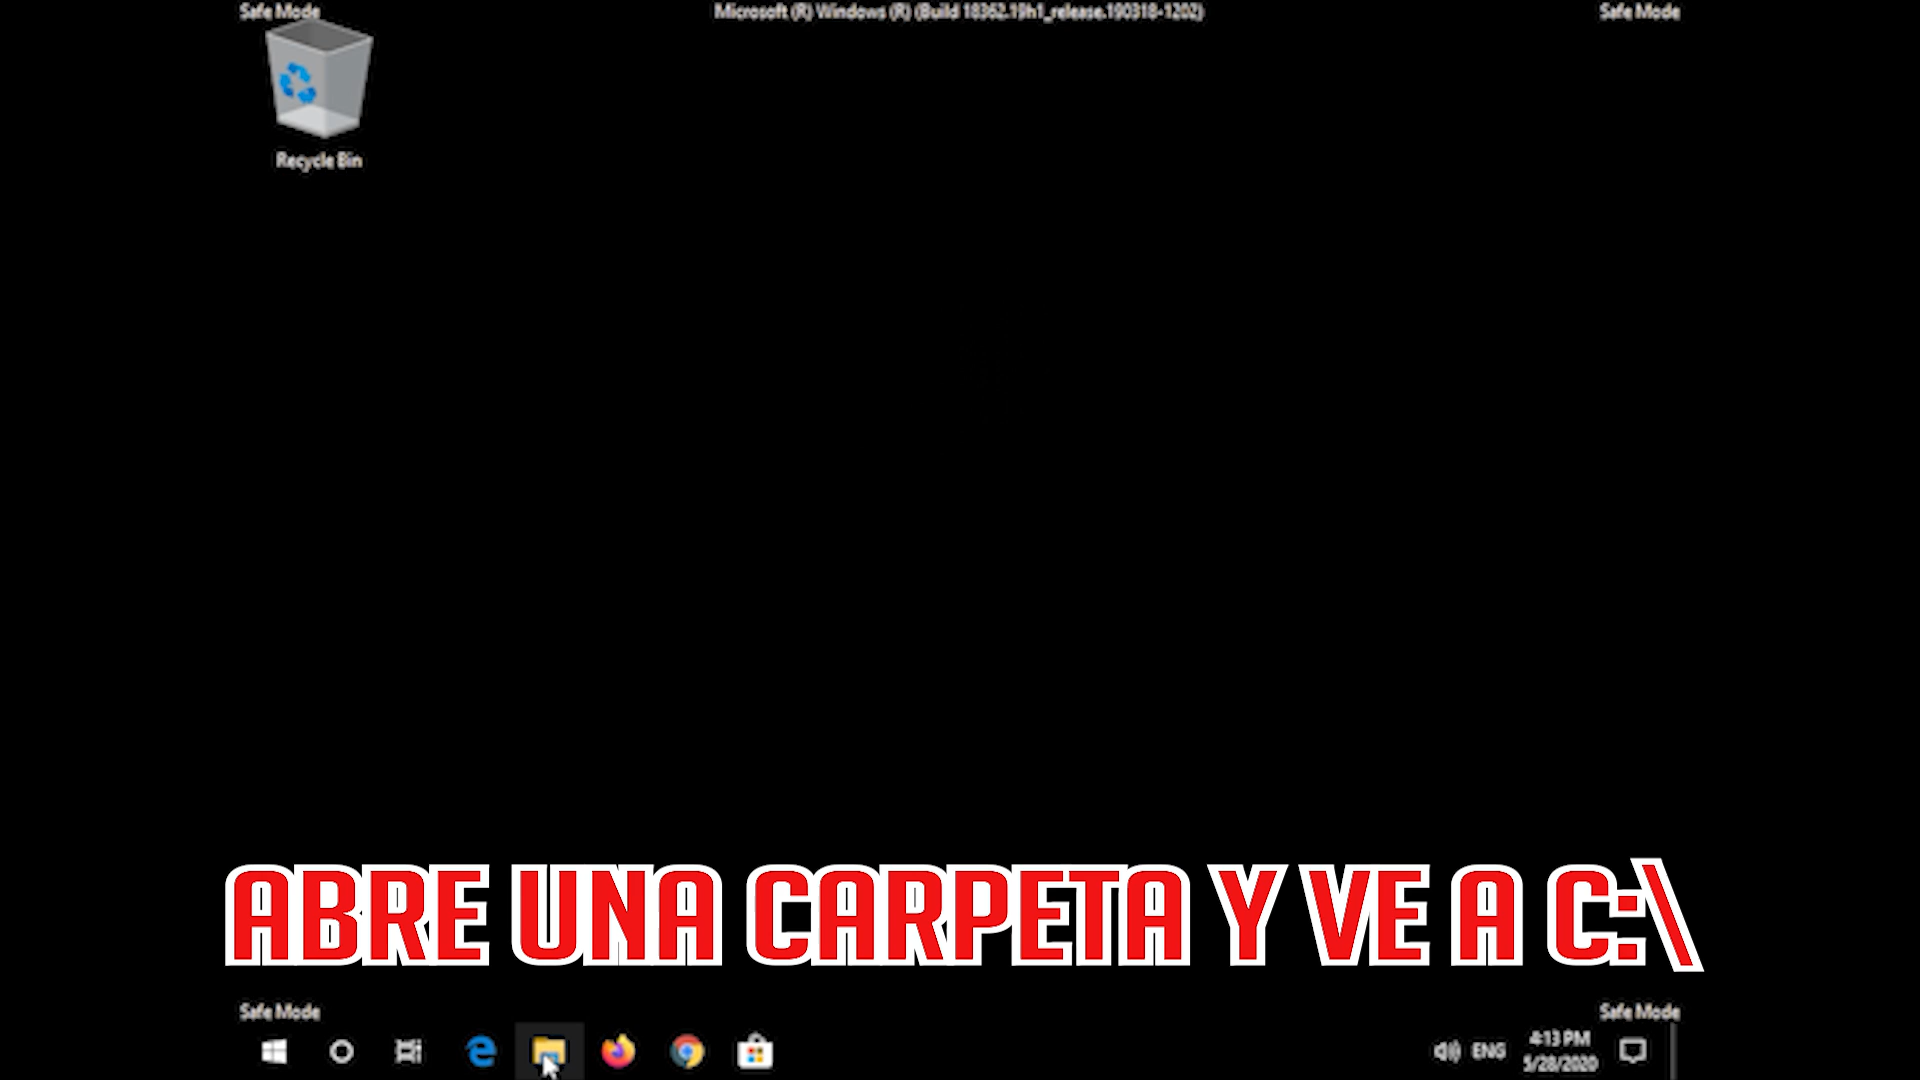 Safe Mode
Microsoft (R) Windows (R) (Build 18362.19h1_release.190318-1202)
Safe Mode
Recycle Bin
ABRE UNA CARPETA Y VE A C:\
Safe Mode
Safe Mode
ENG
4:13 PM
5/28/2020